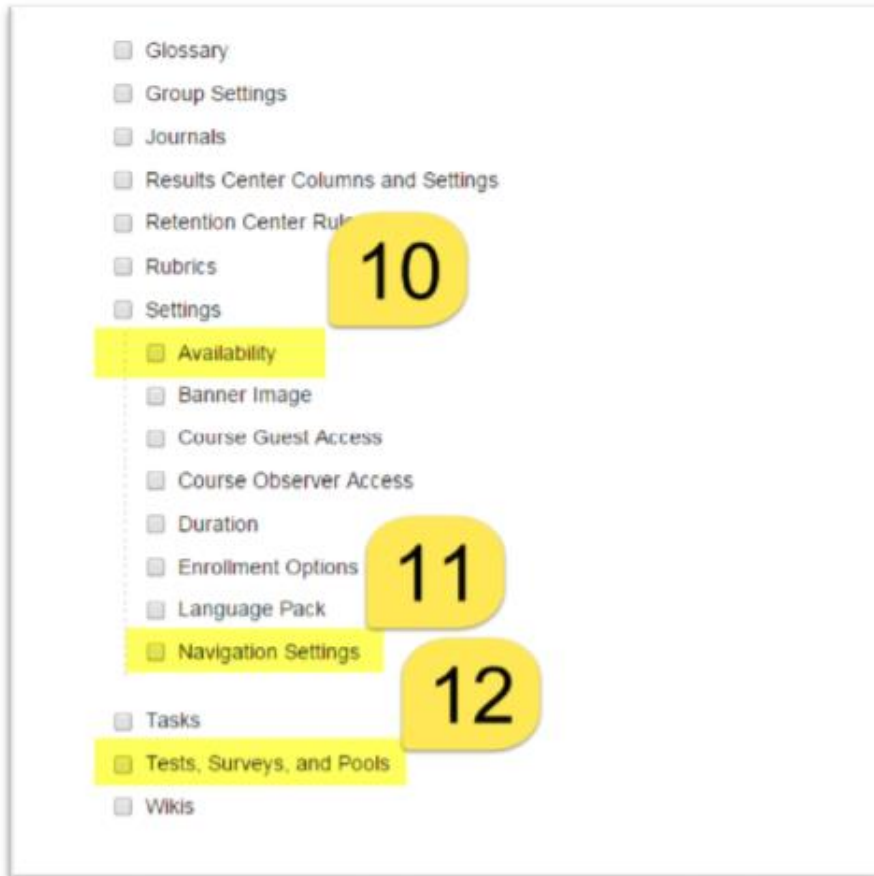 Glossary
Group Settings
Journals
Results Center Columns and Settings
Retention Center
10
Rubrics
Settings
Availability
Banner Image
Course Guest Access
Course Observer Access
Duration
Enrollment Options
11
Language Pack
Navigation Settings
12
Tasks
Tests, Surveys, and Pools
Wikis